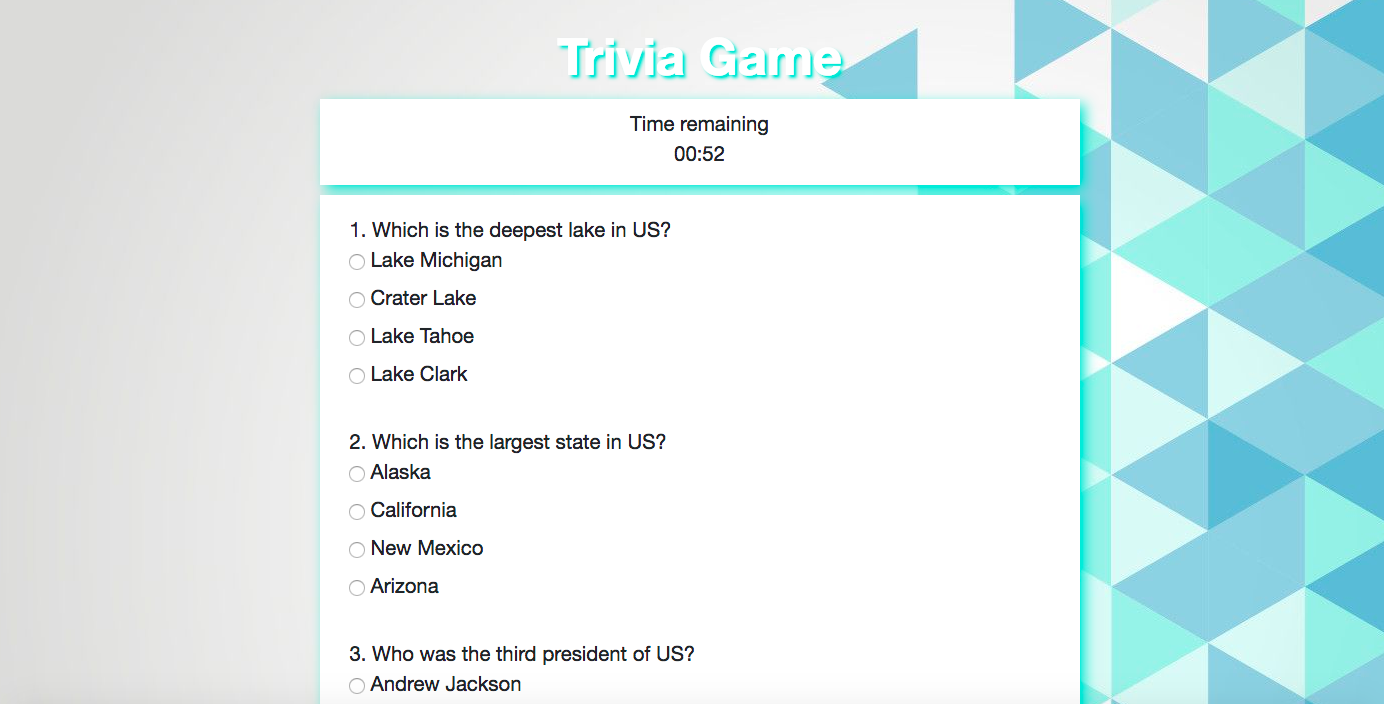 Trivia Game
Time remaining
00:52
1. Which is the deepest lake in US?
Lake Michigan
Crater Lake
Lake Tahoe
Lake Clark
2. Which is the largest state in US?
Alaska
California
New Mexico
Arizona
3. Who was the third president of US?
Andrew Jackson